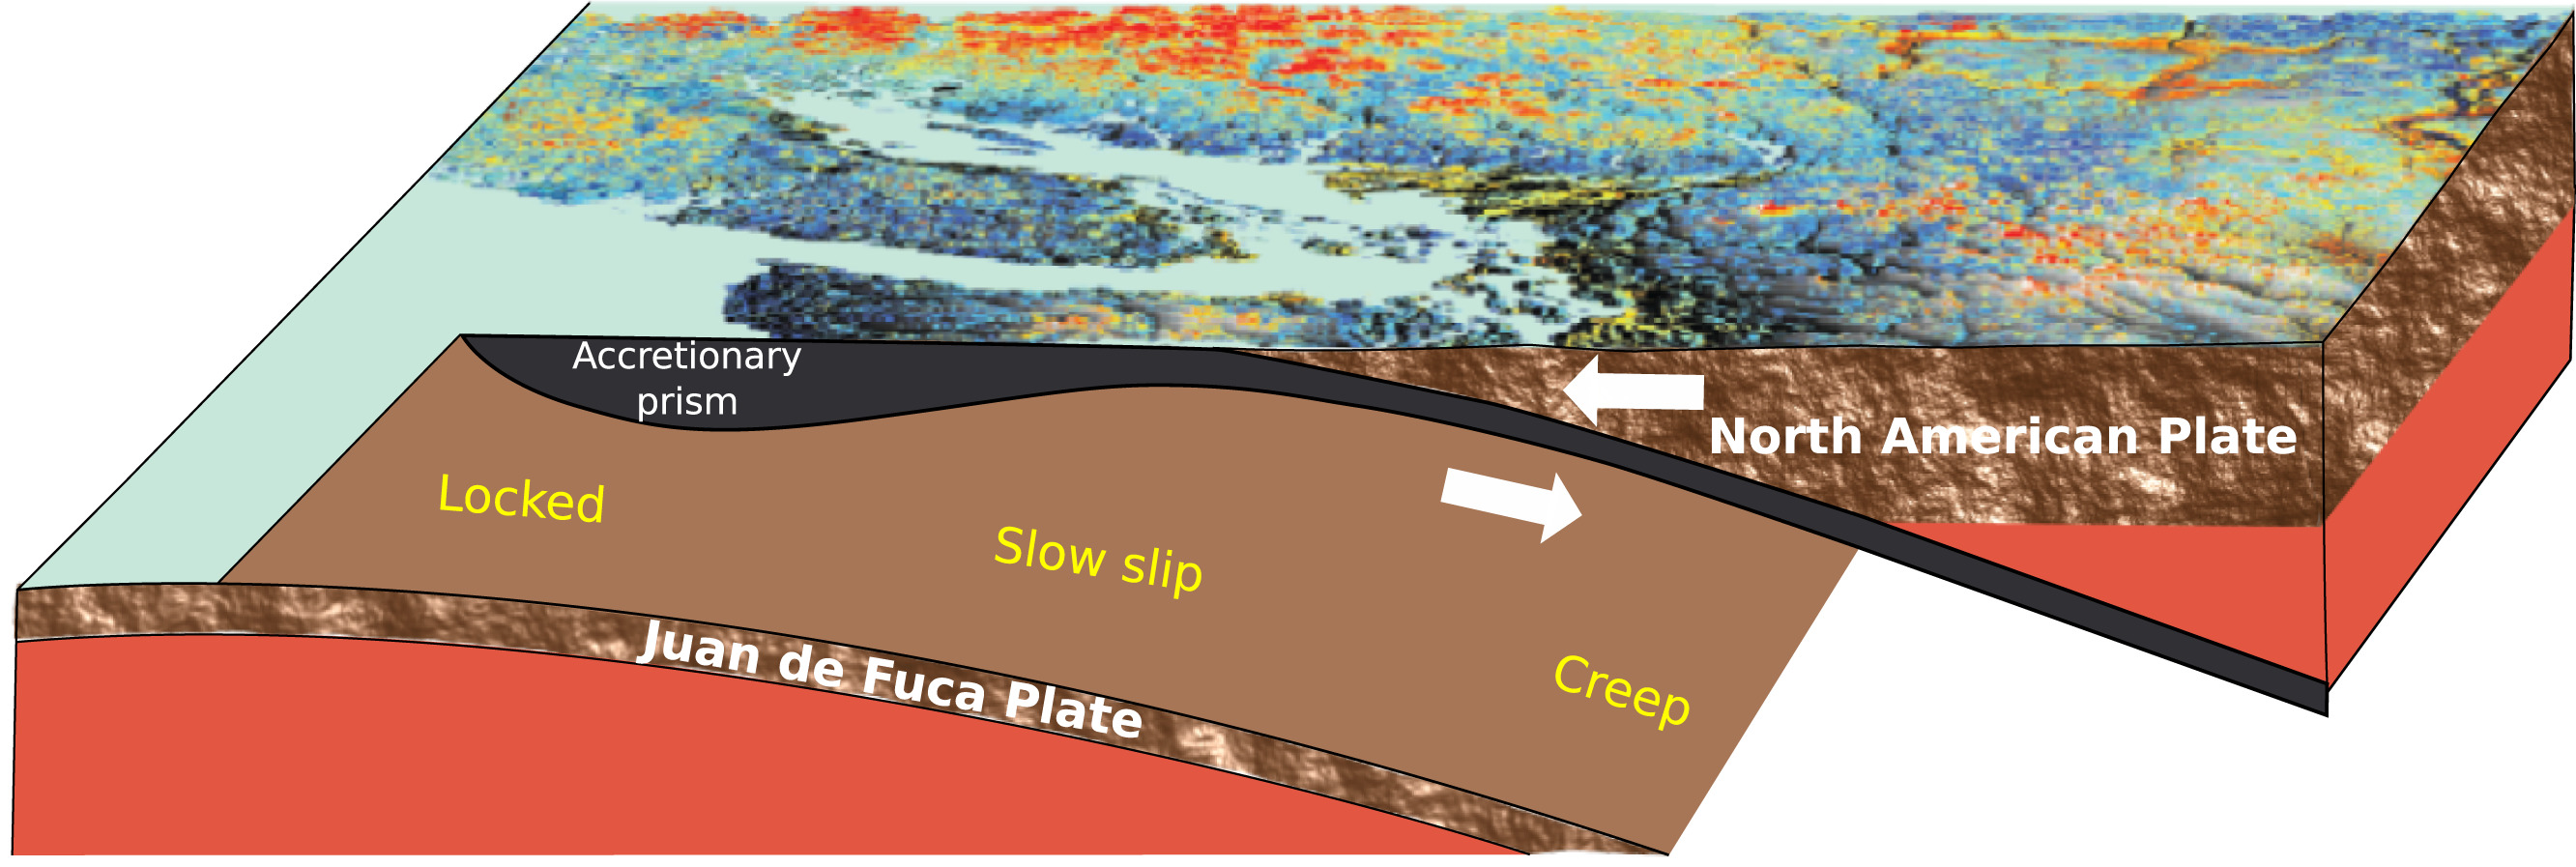 Accretionary
prism
North American Plate
Locked
Slow slip
Creep
Juan de Fuca Plate